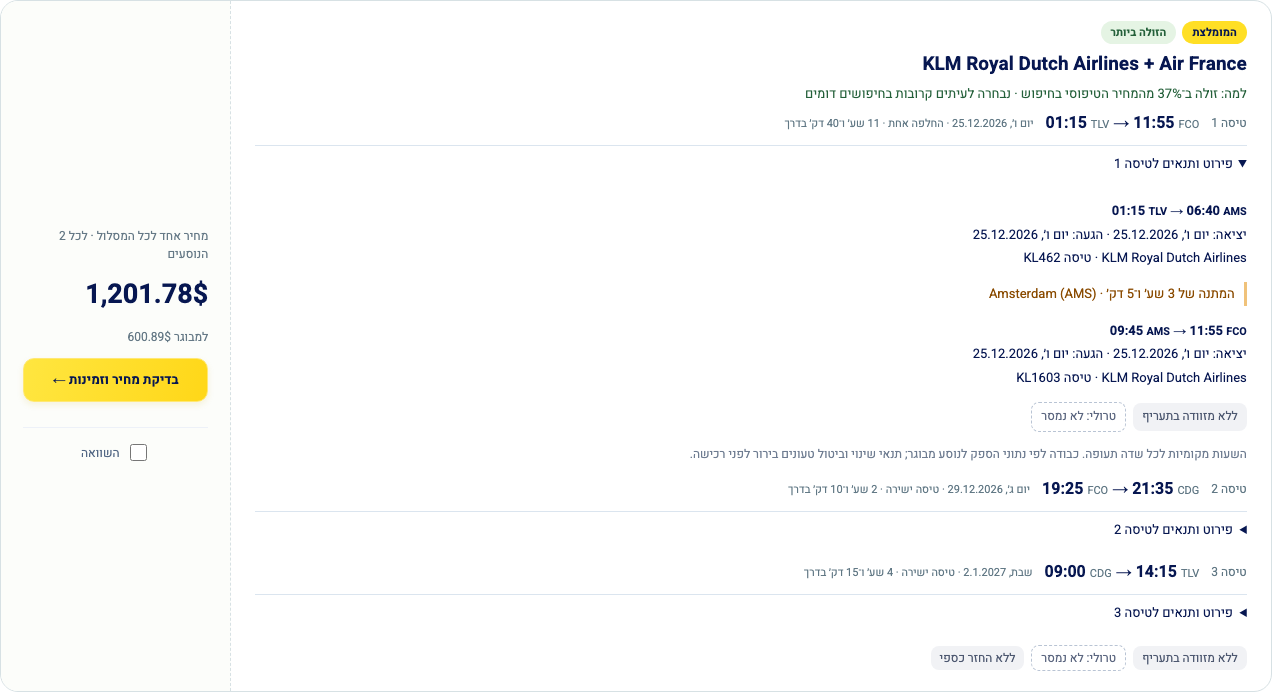 המומלצת הזולה ביותר
KLM Royal Dutch Airlines + Air France
למה: זולה ב־37% מהמחיר הטיפוסי בחיפוש · נבחרה לעיתים קרובות בחיפושים דומים
טיסה 1 01:15 TLV → 11:55 FCO יום ו׳, 25.12.2026 · החלפה אחת · 11 שע׳ ו־40 דק׳ בדרך
▼ פירוט ותנאים לטיסה 1
01:15 TLV → 06:40 AMS
יציאה: יום ו׳, 25.12.2026 · הגעה: יום ו׳, 25.12.2026
KLM Royal Dutch Airlines · טיסה KL462
המתנה של 3 שע׳ ו־5 דק׳ · Amsterdam (AMS)
09:45 AMS → 11:55 FCO
יציאה: יום ו׳, 25.12.2026 · הגעה: יום ו׳, 25.12.2026
KLM Royal Dutch Airlines · טיסה KL1603
ללא מזוודה בתעריף טרולי: לא נמסר
השעות מקומיות לכל שדה תעופה. כבודה לפי נתוני הספק לנוסע מבוגר; תנאי שינוי וביטול טעונים בירור לפני רכישה.
טיסה 2 19:25 FCO → 21:35 CDG יום ג׳, 29.12.2026 · טיסה ישירה · 2 שע׳ ו־10 דק׳ בדרך
◀ פירוט ותנאים לטיסה 2
טיסה 3 09:00 CDG → 14:15 TLV שבת, 2.1.2027 · טיסה ישירה · 4 שע׳ ו־15 דק׳ בדרך
◀ פירוט ותנאים לטיסה 3
ללא מזוודה בתעריף טרולי: לא נמסר ללא החזר כספי
מחיר אחד לכל המסלול · לכל 2
הנוסעים
1,201.78$
למבוגר 600.89$
בדיקת מחיר וזמינות ←
השוואה